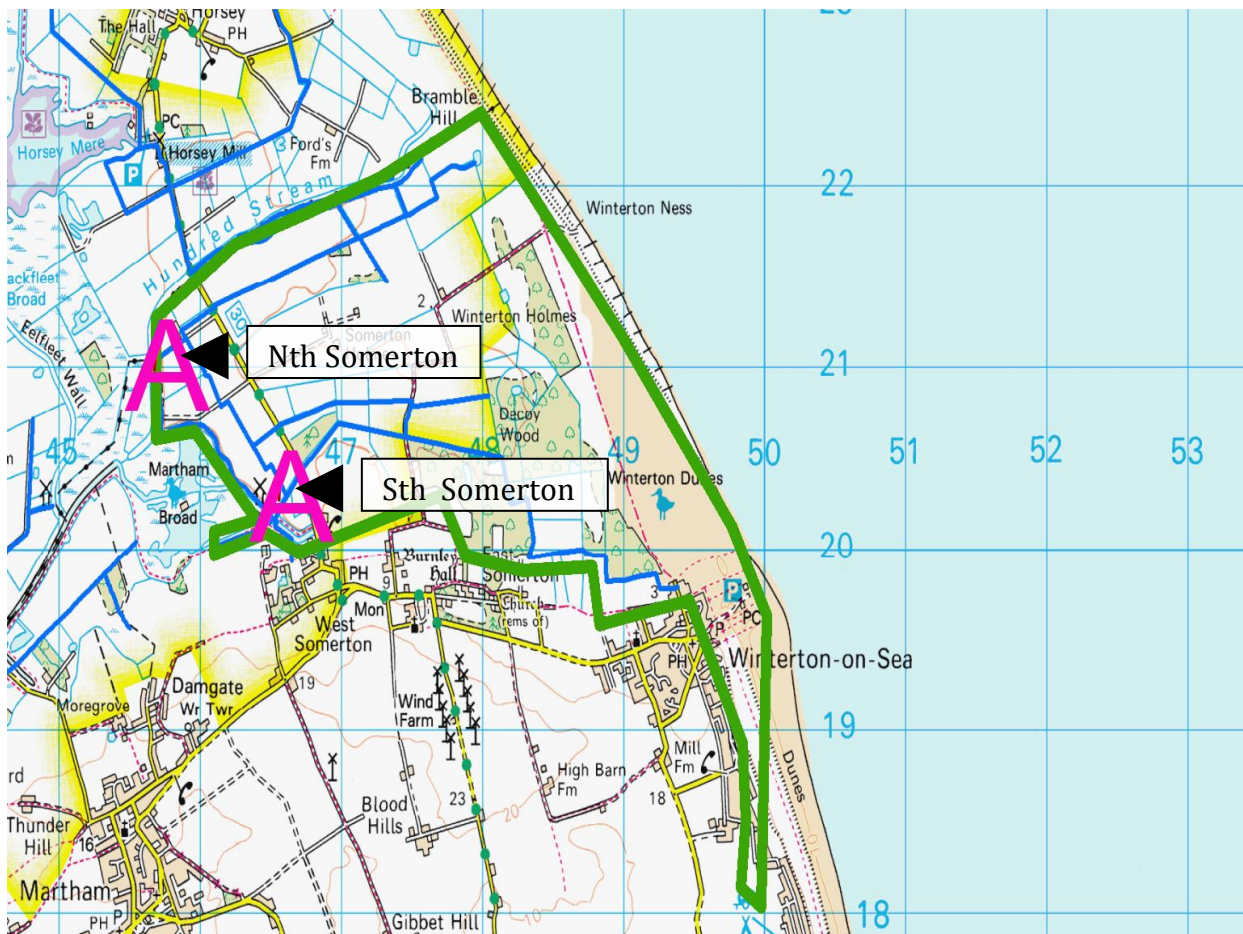 23
The Hall
Horsey
PH
PC
Horsey Mere
Horsey Mill
P
Ford's
Fm
Bramble
Hill
Hundred Stream
22
Winterton Ness
ackfleet
Broad
Eelfleet
Wall
30
2
Winterton Holmes
Somerton
A
Nth Somerton
21
Decoy
Wood
45
47
48
49
50
51
52
53
Martham
Broad
A
Sth Somerton
Winterton Dunes
20
PH
Burnley
Hall
East
Somerton
Church
(rems of)
9
Mon
West
Somerton
3
P
PC
P
PH
Winterton-on-Sea
19
Damgate
Wr Twr
Moregrove
Wind
Farm
19
Mill
Fm
Dunes
rd
Thunder
Hill
16
High Barn
Fm
18
23
20
Blood
Hills
Martham
PH
P
Gibbet Hill
10
18